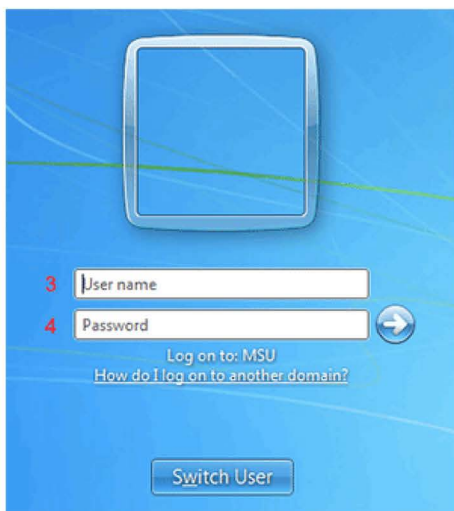 3 User name
4 Password
Log on to: MSU
How do I log on to another domain?
Switch User